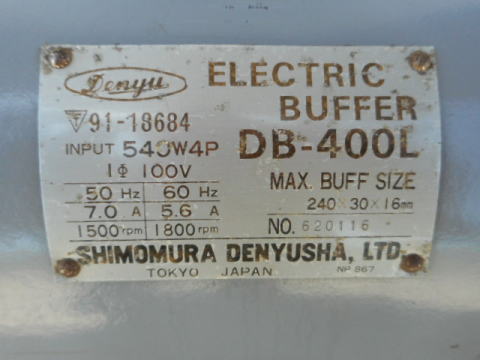 Denyu
ELECTRIC
BUFFER
DB-400L
▽91-18684
INPUT 540W4P
1Φ 100V
50 Hz 60 Hz
7.0 A 5.6 A
1500 rpm 1800 rpm
MAX. BUFF SIZE
240×30×16mm
NO. 620116
SHIMOMURA DENYUSHA, LTD.
TOKYO JAPAN
NP 867